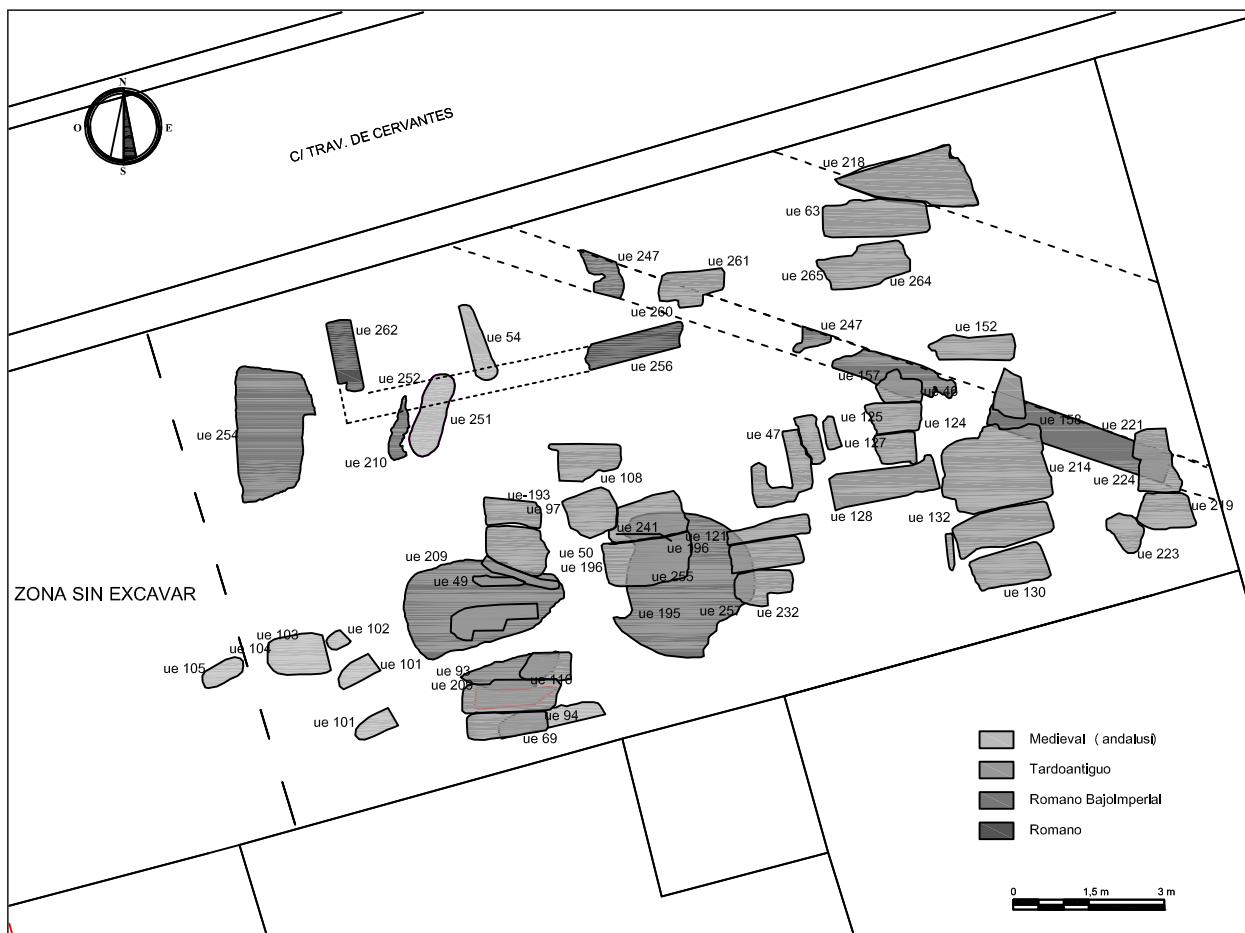 N
O
E
S
C/ TRAV. DE CERVANTES
ue 218
ue 63
ue 247
ue 261
ue 265
ue 264
ue 260
ue 262
ue 54
ue 247
ue 152
ue 256
ue 252
ue 157
ue 46
ue 251
ue 125
ue 124
ue 158
ue 221
ue 254
ue 47
ue 127
ue 210
ue 214
ue 108
ue 224
ue-193
ue 97
ue 128
ue 132
ue 219
ue 241
ue 121
ue 196
ue 50
ue 223
ue 209
ue 196
ue 49
ue 255
ue 130
ZONA SIN EXCAVAR
ue 195
ue 257
ue 232
ue 102
ue 103
ue 104
ue 105
ue 101
ue 93
ue 110
ue 208
ue 101
ue 94
ue 69
Medieval ( andalusí)
Tardoantiguo
Romano BajoImperial
Romano
0 1,5 m 3 m